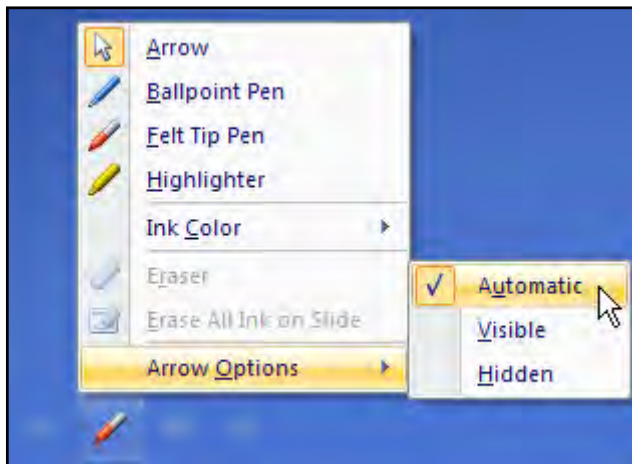 Arrow
Ballpoint Pen
Felt Tip Pen
Highlighter
Ink Color
Eraser
Erase All Ink on Slide
Arrow Options
Automatic
Visible
Hidden